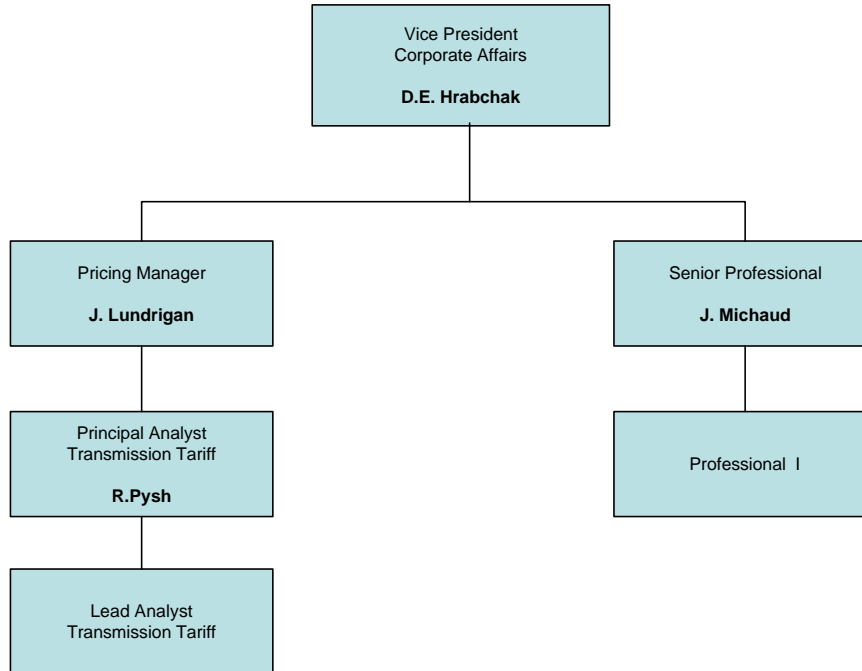 Vice President
Corporate Affairs
D.E. Hrabchak
Pricing Manager
J. Lundrigan
Senior Professional
J. Michaud
Principal Analyst
Transmission Tariff
R.Pysh
Professional I
Lead Analyst
Transmission Tariff